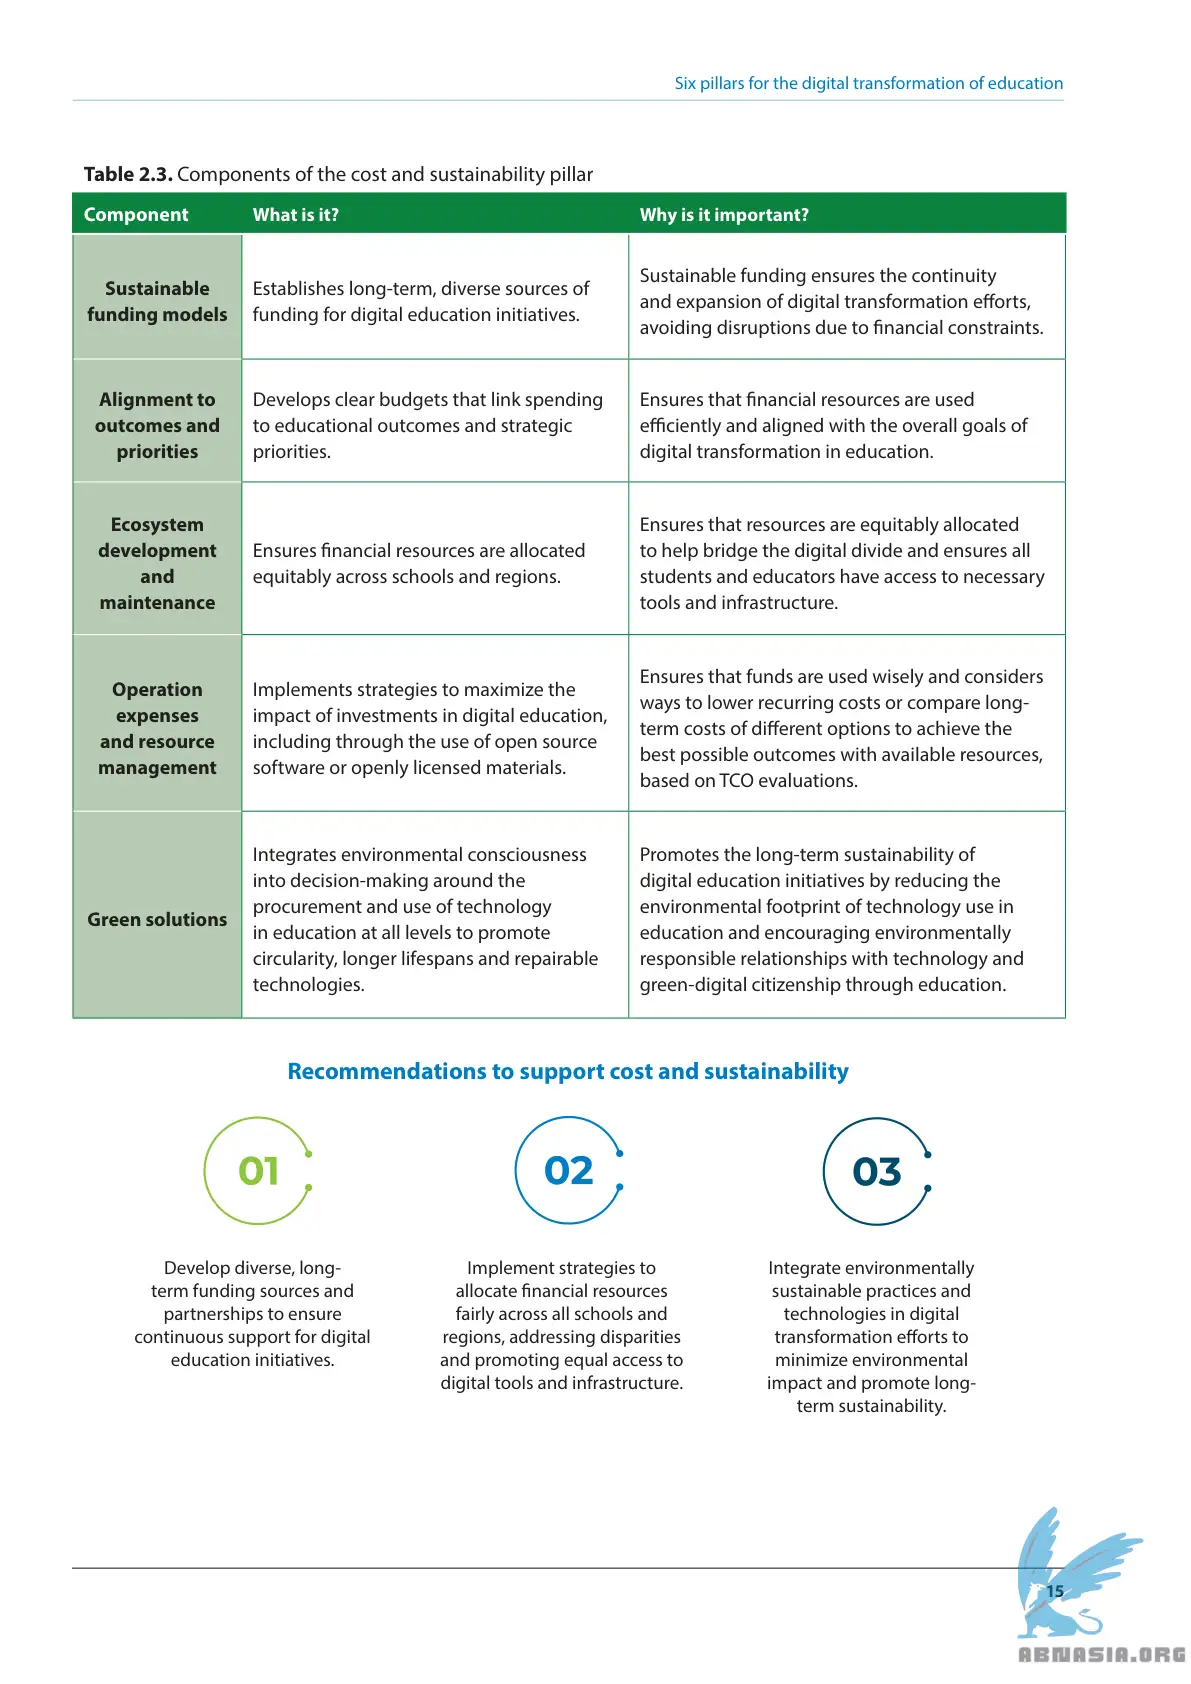 Six pillars for the digital transformation of education
Table 2.3. Components of the cost and sustainability pillar
Component
What is it?
Why is it important?
Sustainable
funding models
Establishes long-term, diverse sources of
funding for digital education initiatives.
Sustainable funding ensures the continuity
and expansion of digital transformation efforts,
avoiding disruptions due to financial constraints.
Alignment to
outcomes and
priorities
Develops clear budgets that link spending
to educational outcomes and strategic
priorities.
Ensures that financial resources are used
efficiently and aligned with the overall goals of
digital transformation in education.
Ecosystem
development
and
maintenance
Ensures financial resources are allocated
equitably across schools and regions.
Ensures that resources are equitably allocated
to help bridge the digital divide and ensures all
students and educators have access to necessary
tools and infrastructure.
Operation
expenses
and resource
management
Implements strategies to maximize the
impact of investments in digital education,
including through the use of open source
software or openly licensed materials.
Ensures that funds are used wisely and considers
ways to lower recurring costs or compare long-
term costs of different options to achieve the
best possible outcomes with available resources,
based on TCO evaluations.
Green solutions
Integrates environmental consciousness
into decision-making around the
procurement and use of technology
in education at all levels to promote
circularity, longer lifespans and repairable
technologies.
Promotes the long-term sustainability of
digital education initiatives by reducing the
environmental footprint of technology use in
education and encouraging environmentally
responsible relationships with technology and
green-digital citizenship through education.
Recommendations to support cost and sustainability
01
Develop diverse, long-
term funding sources and
partnerships to ensure
continuous support for digital
education initiatives.
02
Implement strategies to
allocate financial resources
fairly across all schools and
regions, addressing disparities
and promoting equal access to
digital tools and infrastructure.
03
Integrate environmentally
sustainable practices and
technologies in digital
transformation efforts to
minimize environmental
impact and promote long-
term sustainability.
15
ABNASIA.ORG